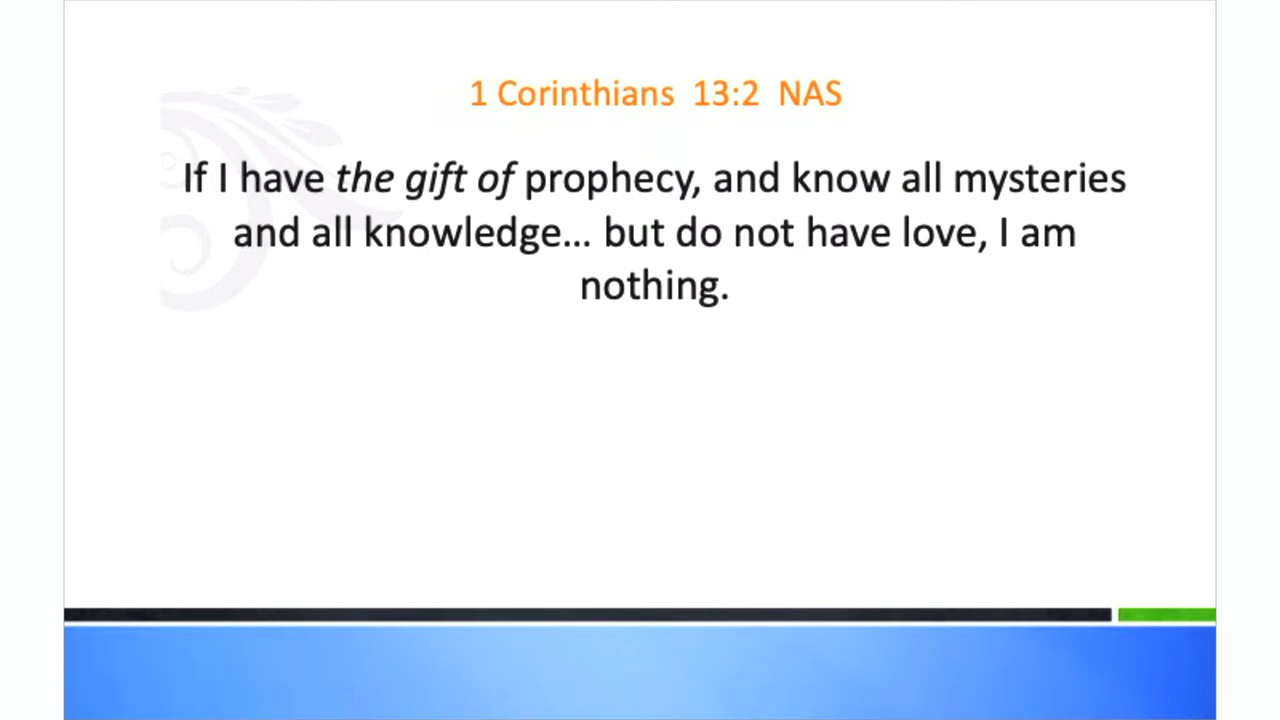 1 Corinthians 13:2 NAS
If I have the gift of prophecy, and know all mysteries
and all knowledge... but do not have love, I am
nothing.